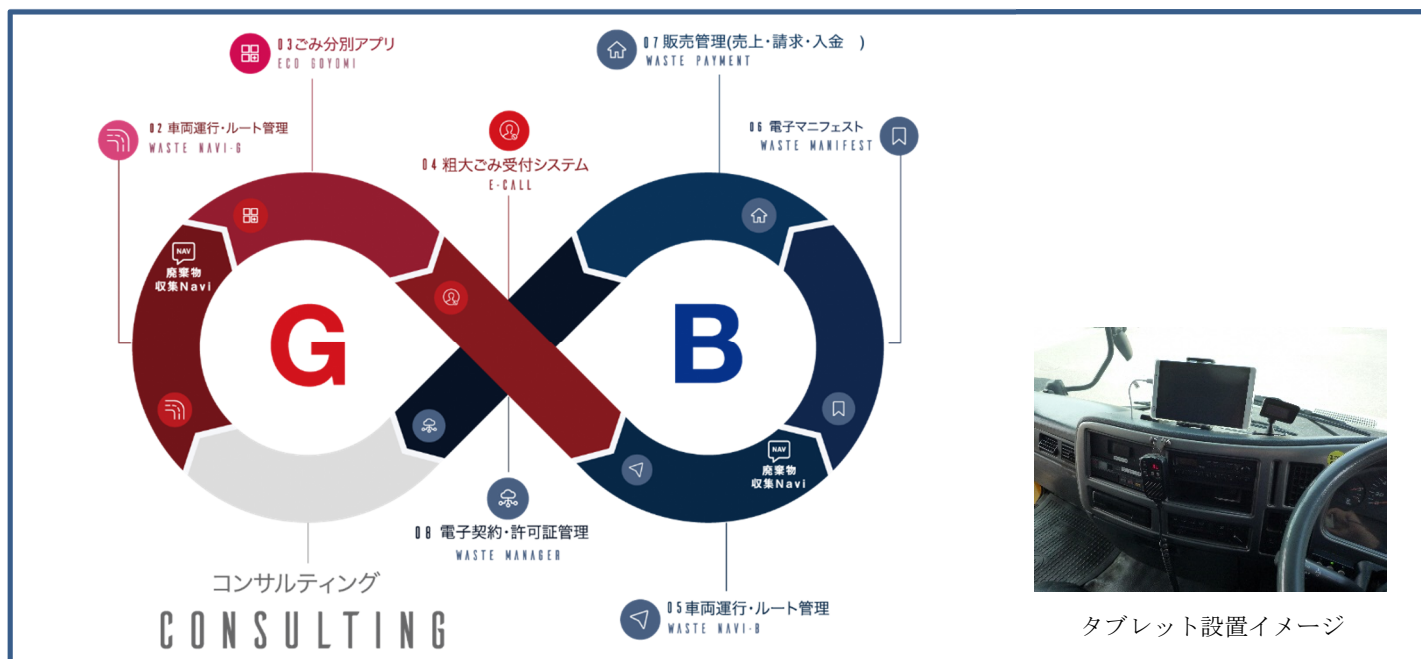 03ごみ分別アプリ
ECO GOYOMI
07 販売管理(売上・請求・入金　)
WASTE PAYMENT
02 車両運行・ルート管理
WASTE NAVI-G
06 電子マニフェスト
WASTE MANIFEST
04 粗大ごみ受付システム
E-CALL
NAV
廃棄物
収集Navi
G
B
NAV
廃棄物
収集Navi
08 電子契約・許可証管理
WASTE MANAGER
コンサルティング
CONSULTING
05車両運行・ルート管理
WASTE NAVI-B
タブレット設置イメージ